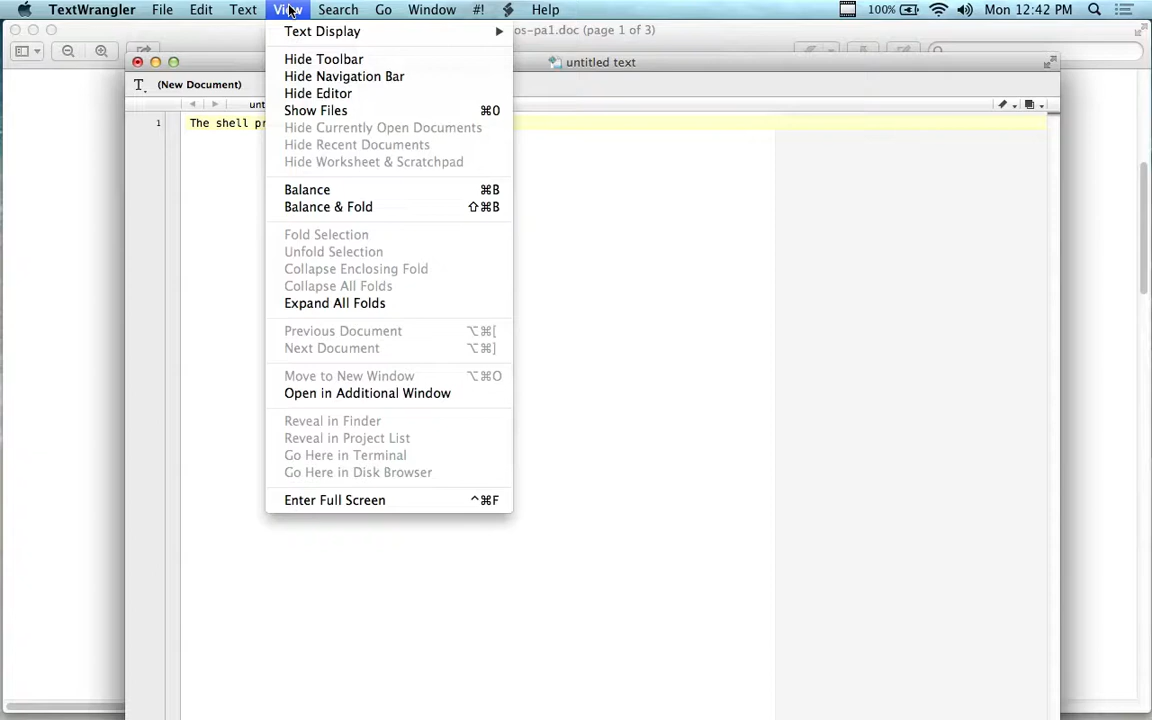 TextWrangler File Edit Text View Search Go Window #! Help 100% Mon 12:42 PM
os-pa1.doc (page 1 of 3)
untitled text
(New Document)
unt
1 The shell pr
Text Display
Hide Toolbar
Hide Navigation Bar
Hide Editor
Show Files ⌘0
Hide Currently Open Documents
Hide Recent Documents
Hide Worksheet & Scratchpad
Balance ⌘B
Balance & Fold ⇧⌘B
Fold Selection
Unfold Selection
Collapse Enclosing Fold
Collapse All Folds
Expand All Folds
Previous Document ⌥⌘[
Next Document ⌥⌘]
Move to New Window ⌥⌘O
Open in Additional Window
Reveal in Finder
Reveal in Project List
Go Here in Terminal
Go Here in Disk Browser
Enter Full Screen ^⌘F